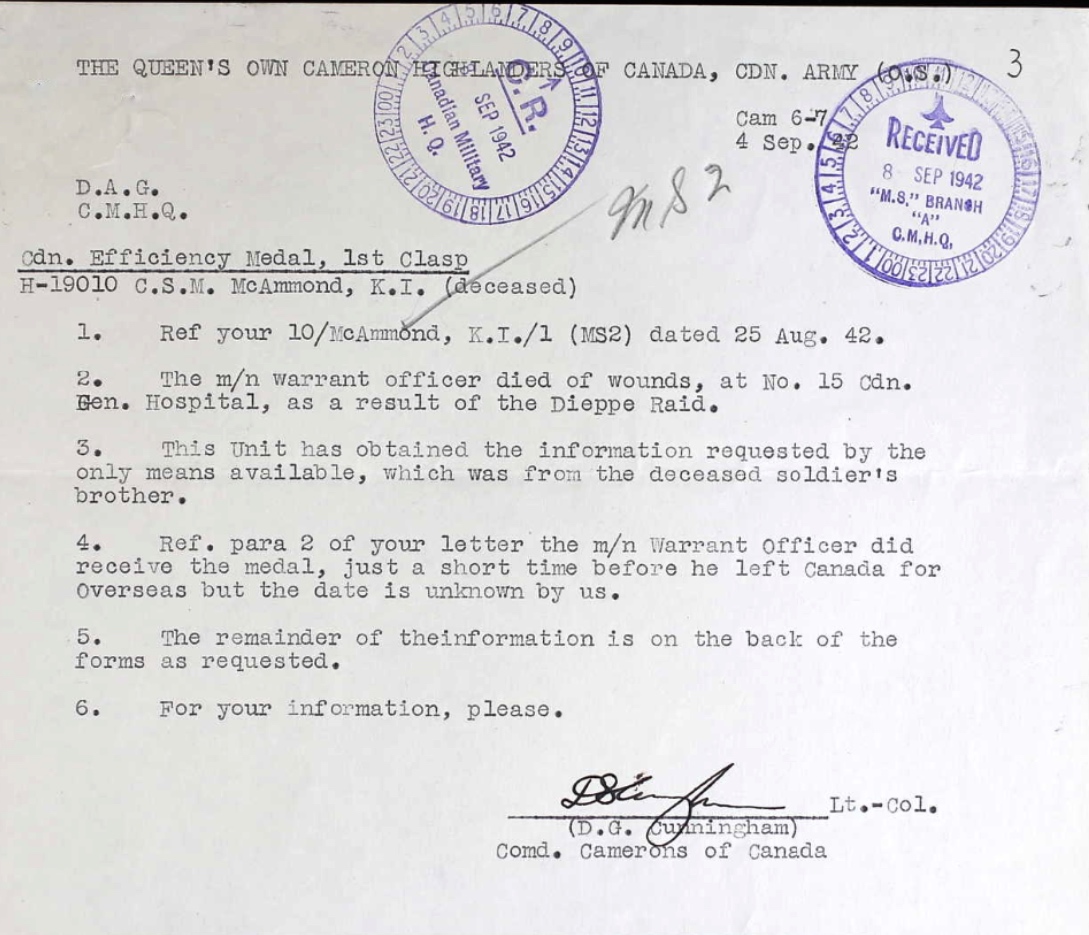 3
THE QUEEN'S OWN CAMERON HIGHLANDERS OF CANADA, CDN. ARMY (O.S.)
Cam 6-7
4 Sep. 42
C.R.
SEP 1942
Canadian Military
H. Q.
RECEIVED
8 SEP 1942
"M.S." BRANCH
"A"
C.M.H.Q.
MS 2
D.A.G.
C.M.H.Q.
Cdn. Efficiency Medal, 1st Clasp
H-19010 C.S.M. McAmmond, K.I. (deceased)
1. Ref your 10/McAmmond, K.I./1 (MS2) dated 25 Aug. 42.
2. The m/n warrant officer died of wounds, at No. 15 Cdn.
Gen. Hospital, as a result of the Dieppe Raid.
3. This Unit has obtained the information requested by the
only means available, which was from the deceased soldier's
brother.
4. Ref. para 2 of your letter the m/n Warrant Officer did
receive the medal, just a short time before he left Canada for
Overseas but the date is unknown by us.
5. The remainder of theinformation is on the back of the
forms as requested.
6. For your information, please.
Lt.-Col.
(D.G. Cunningham)
Comd. Camerons of Canada